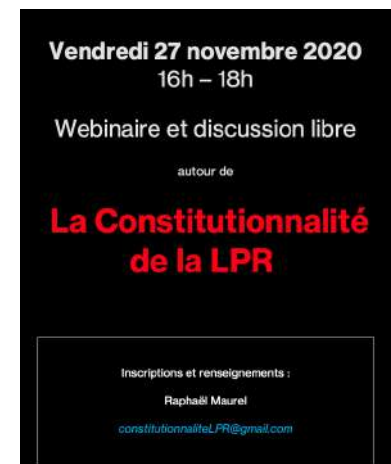 Vendredi 27 novembre 2020
16h – 18h
Webinaire et discussion libre
autour de
La Constitutionnalité
de la LPR
Inscriptions et renseignements :
Raphaël Maurel
constitutionnaliteLPR@gmail.com